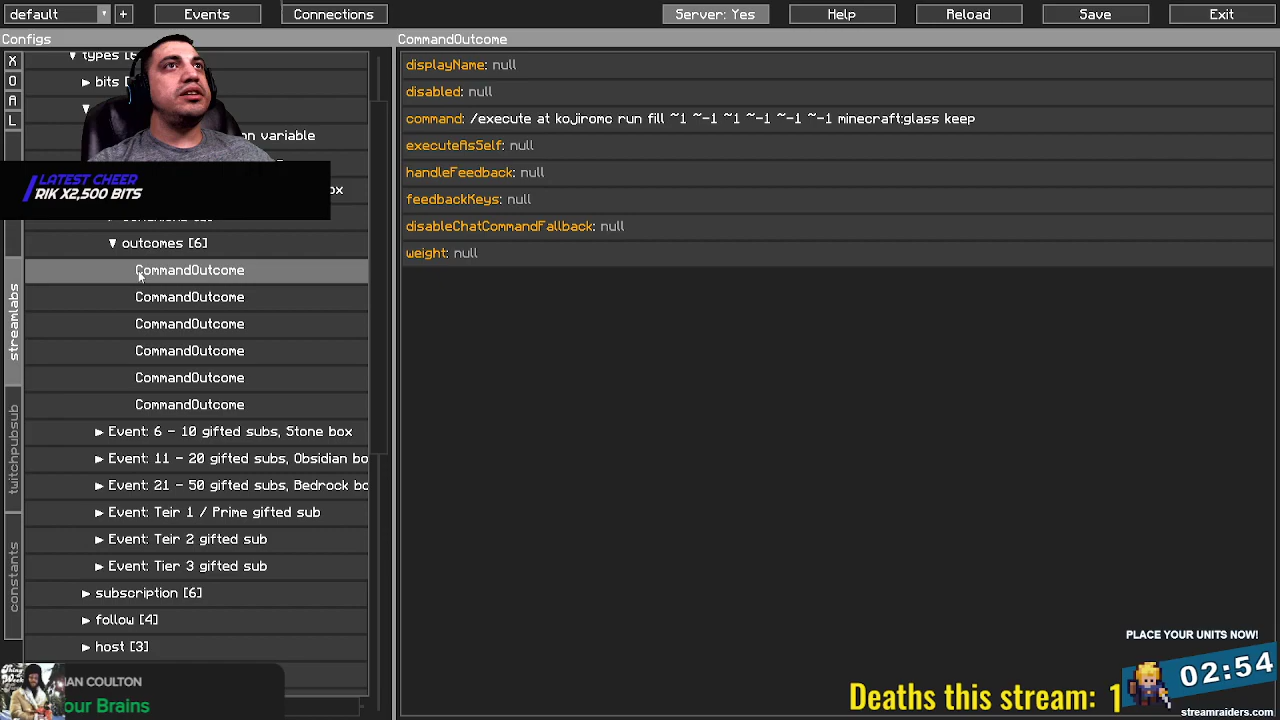 default
Events
Connections
Server: Yes
Help
Reload
Save
Exit
Configs
X
O
A
L
streamlabs
twitchpubsub
constants
bits
on variable
LATEST CHEER
RIK X2,500 BITS
ox
outcomes [6]
CommandOutcome
CommandOutcome
CommandOutcome
CommandOutcome
CommandOutcome
CommandOutcome
Event: 6 - 10 gifted subs, Stone box
Event: 11 - 20 gifted subs, Obsidian bo
Event: 21 - 50 gifted subs, Bedrock bo
Event: Teir 1 / Prime gifted sub
Event: Teir 2 gifted sub
Event: Tier 3 gifted sub
subscription [6]
follow [4]
host [3]
IAN COULTON
our Brains
CommandOutcome
displayName: null
disabled: null
command: /execute at kojiromc run fill ~1 ~-1 ~1 ~-1 ~-1 ~-1 minecraft:glass keep
executeAsSelf: null
handleFeedback: null
feedbackKeys: null
disableChatCommandFallback: null
weight: null
PLACE YOUR UNITS NOW!
02:54
Deaths this stream: 1
streamraiders.com